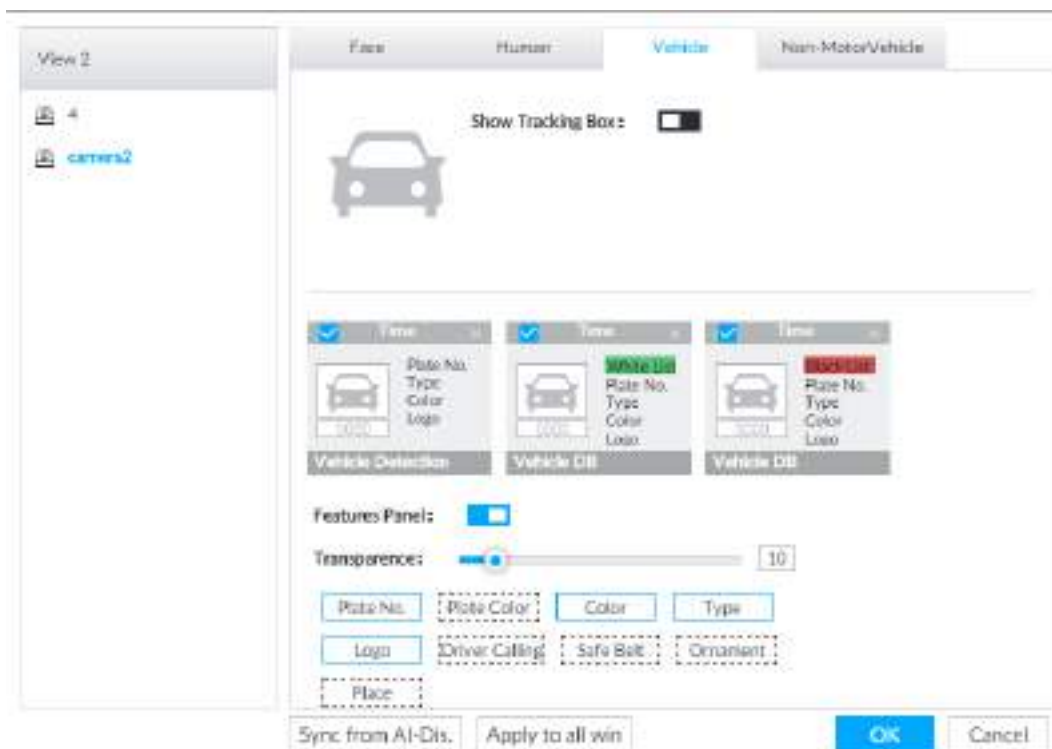 View 2
Face Human Vehicle Non-MotorVehicle
4
camera2
Show Tracking Box:
Time Time Time
Plate No.
Type
Color
Logo
Vehicle Detection
White List
Plate No.
Type
Color
Logo
Vehicle DB
Black List
Plate No.
Type
Color
Logo
Vehicle DB
Features Panel:
Transparence: 10
Plate No. Plate Color Color Type
Logo Driver Calling Safe Belt Ornament
Place
Sync from AI-Dis. Apply to all win OK Cancel